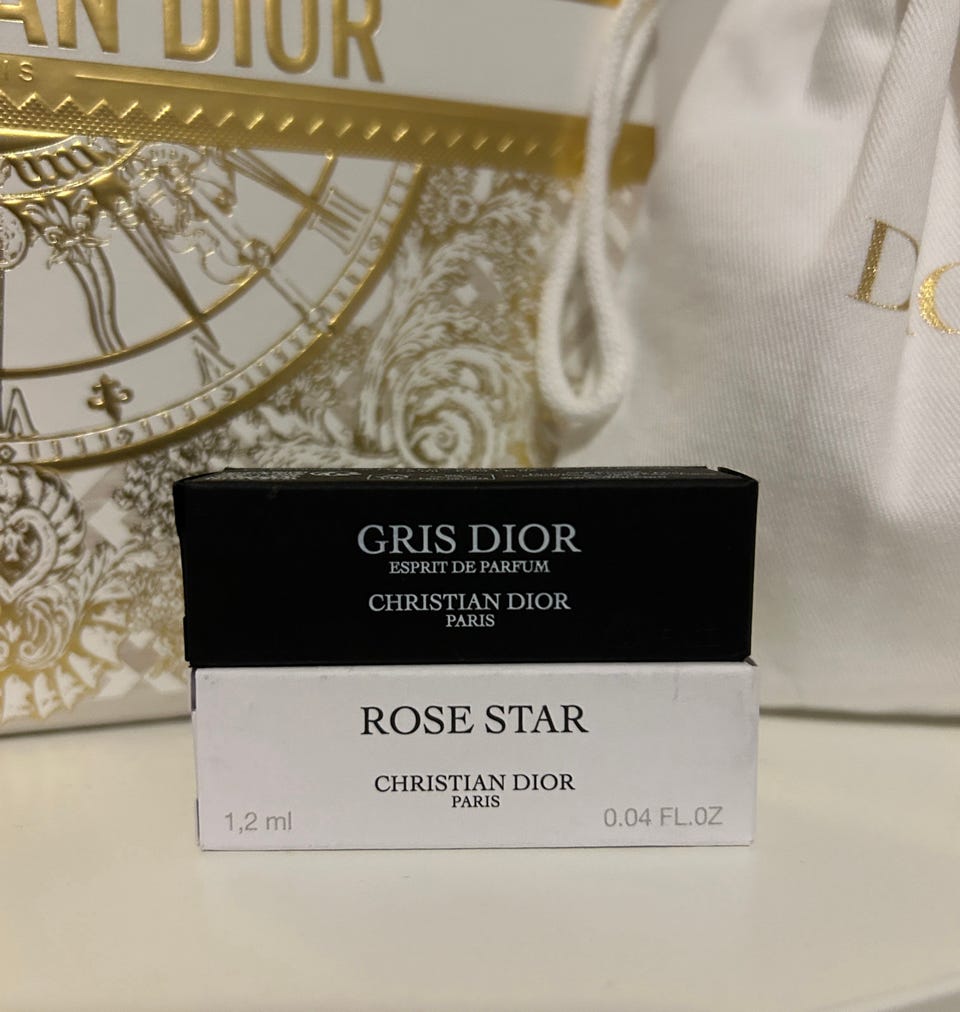 AN DIOR
IS
D
GRIS DIOR
ESPRIT DE PARFUM
CHRISTIAN DIOR
PARIS
ROSE STAR
CHRISTIAN DIOR
PARIS
1,2 ml
0.04 FL.OZ